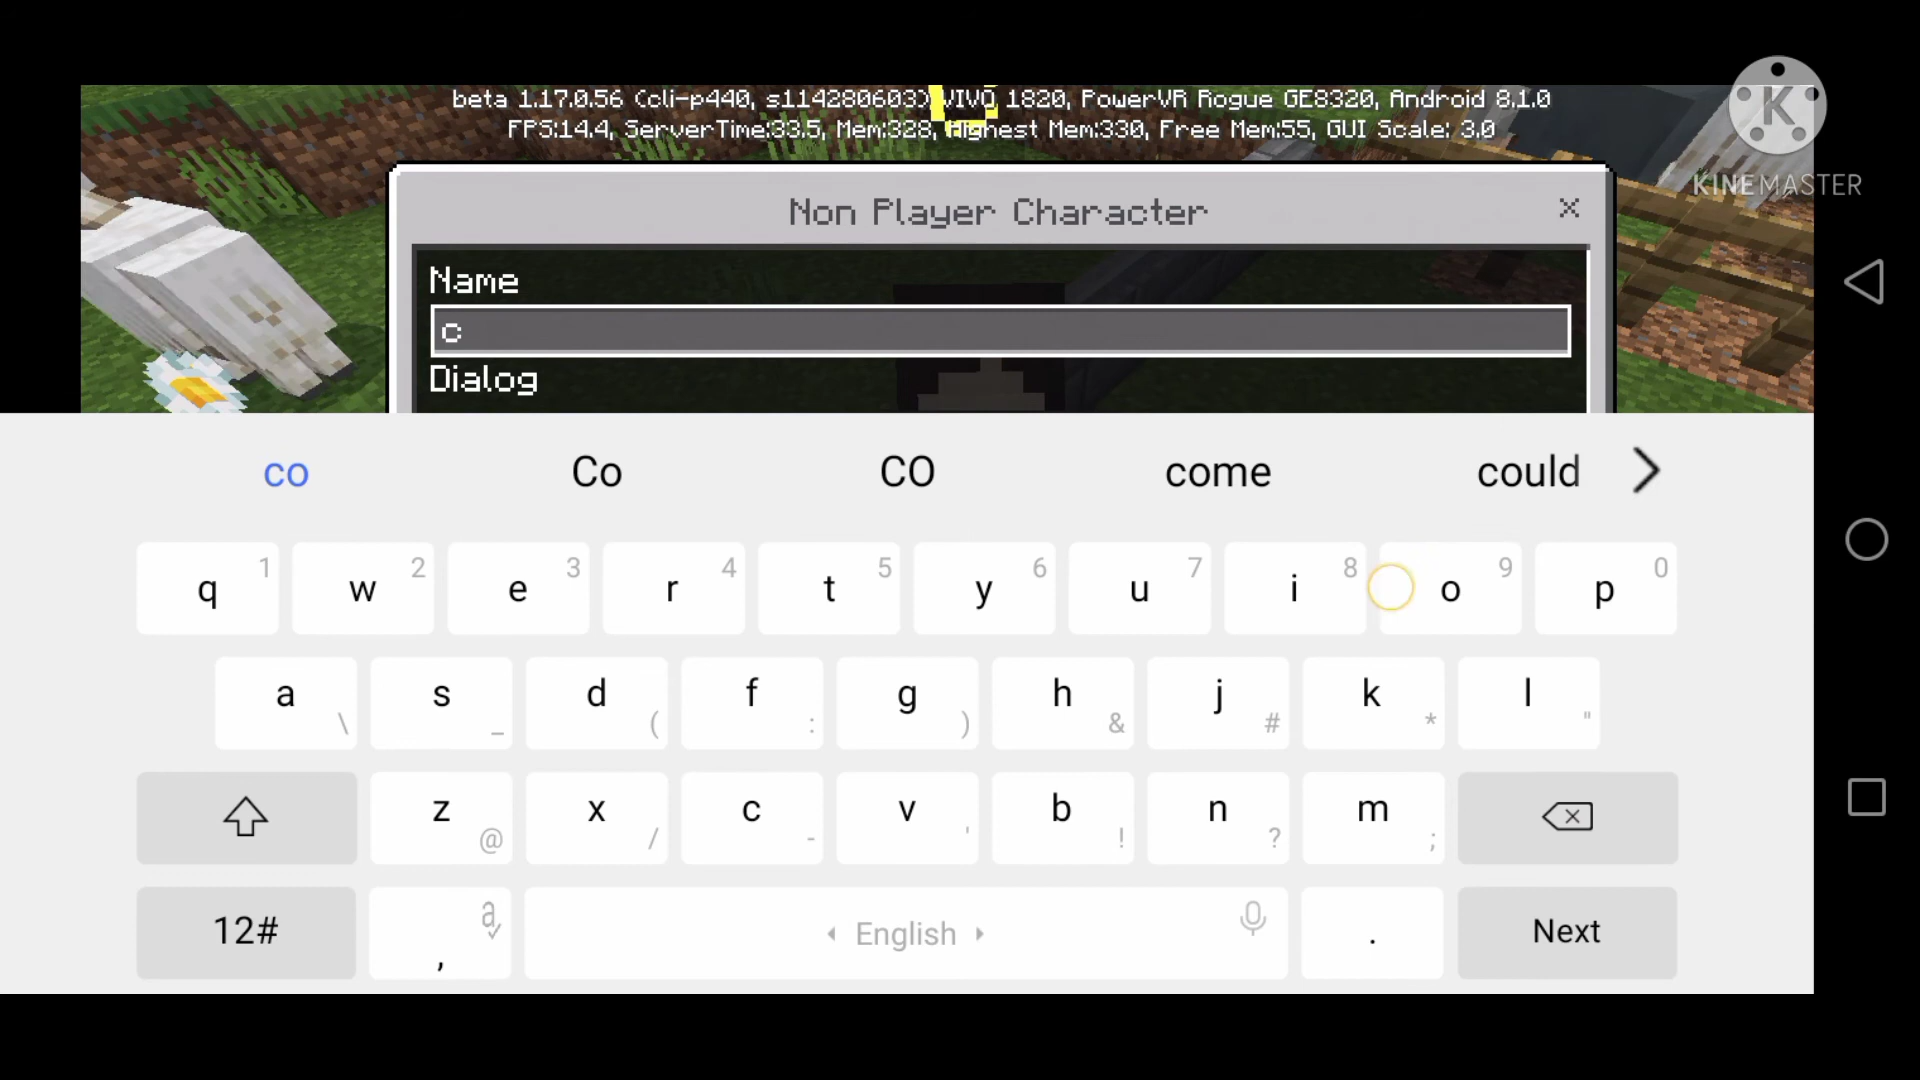 beta 1.17.0.56 (cli-p440, s114280603) VIVO 1820, PowerVR Rogue GE8320, Android 8.1.0
FPS:14.4, ServerTime:33.5, Mem:328, Highest Mem:330, Free Mem:55, GUI Scale: 3.0
K
KINEMASTER
Non Player Character
Name
c
Dialog
co Co CO come could
q 1 w 2 e 3 r 4 t 5 y 6 u 7 i 8 o 9 p 0
a \ s _ d ( f : g ) h & j # k * l "
z @ x / c - v ' b ! n ? m ;
12# , a English . Next